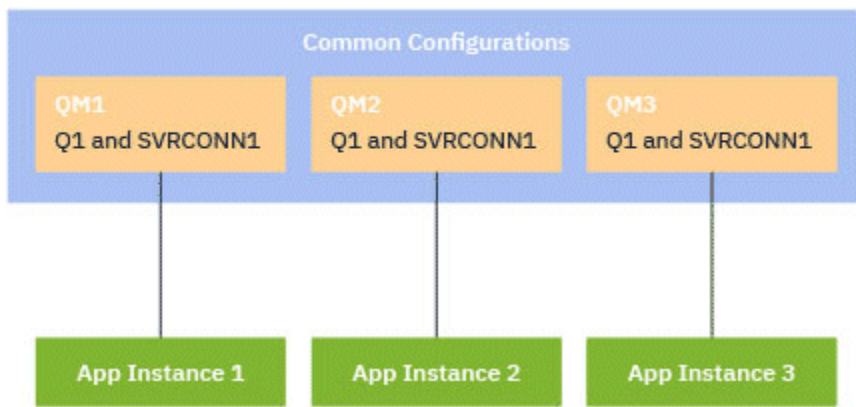 Common Configurations
QM1
Q1 and SVRCONN1
QM2
Q1 and SVRCONN1
QM3
Q1 and SVRCONN1
App Instance 1
App Instance 2
App Instance 3